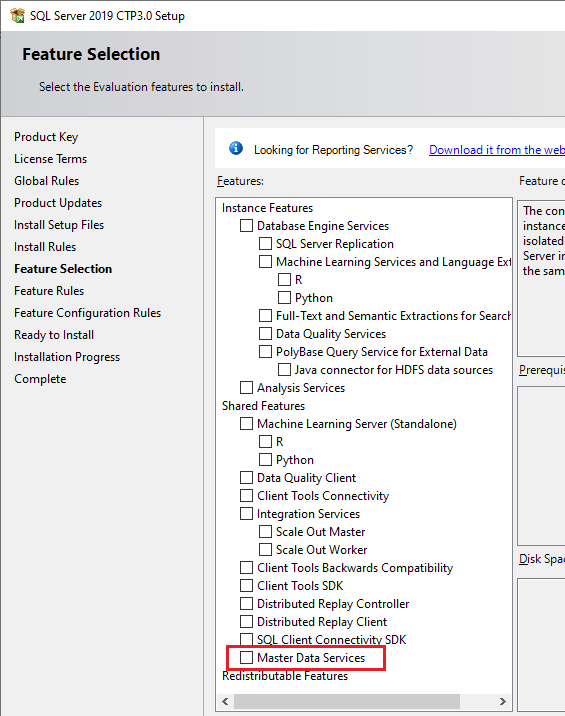 SQL Server 2019 CTP3.0 Setup
Feature Selection
Select the Evaluation features to install.
Product Key
License Terms
Global Rules
Product Updates
Install Setup Files
Install Rules
Feature Selection
Feature Rules
Feature Configuration Rules
Ready to Install
Installation Progress
Complete
Looking for Reporting Services? Download it from the web
Features:
Instance Features
Database Engine Services
SQL Server Replication
Machine Learning Services and Language Ext
R
Python
Full-Text and Semantic Extractions for Search
Data Quality Services
PolyBase Query Service for External Data
Java connector for HDFS data sources
Analysis Services
Shared Features
Machine Learning Server (Standalone)
R
Python
Data Quality Client
Client Tools Connectivity
Integration Services
Scale Out Master
Scale Out Worker
Client Tools Backwards Compatibility
Client Tools SDK
Distributed Replay Controller
Distributed Replay Client
SQL Client Connectivity SDK
Master Data Services
Redistributable Features
Feature
The con
instance
isolated
Server in
the sam
Prerequis
Disk Spac